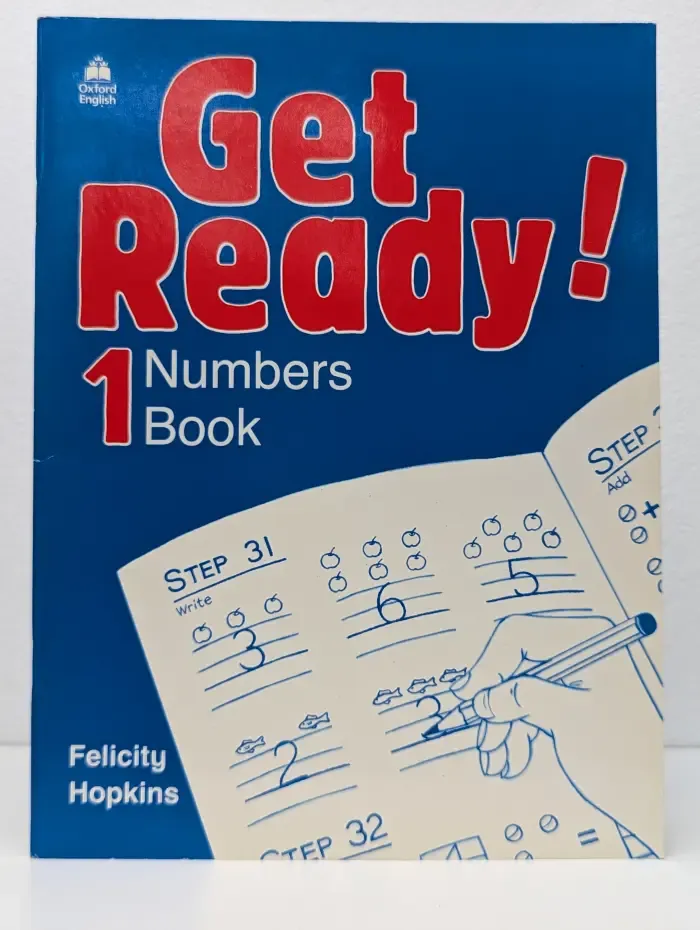 Oxford
English
Get
Ready!
1 Numbers
Book
STEP 31
Write
3
6
5
2
3
STEP
Add
+
STEP 32
=
Felicity
Hopkins